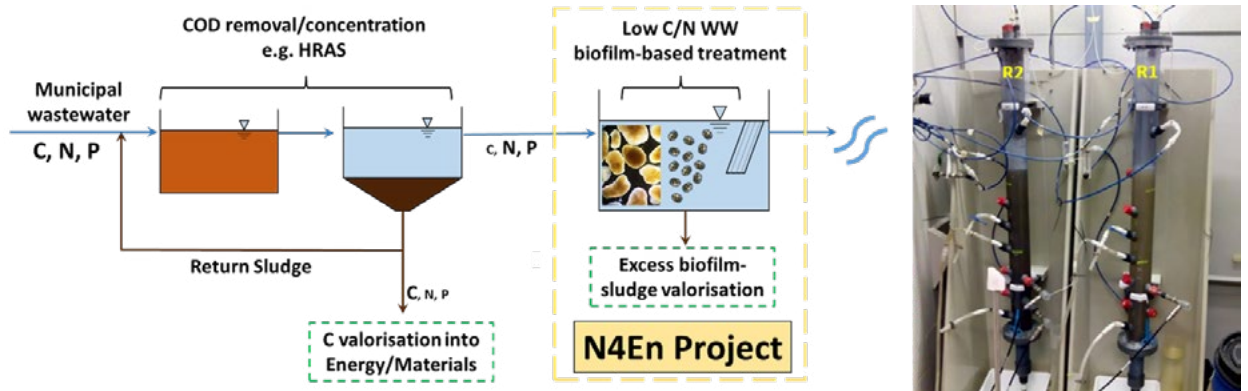 COD removal/concentration
e.g. HRAS
Municipal
wastewater
C, N, P
Return Sludge
C, N, P
C valorisation into
Energy/Materials
C, N, P
Low C/N WW
biofilm-based treatment
Excess biofilm-
sludge valorisation
N4En Project
R2
R1